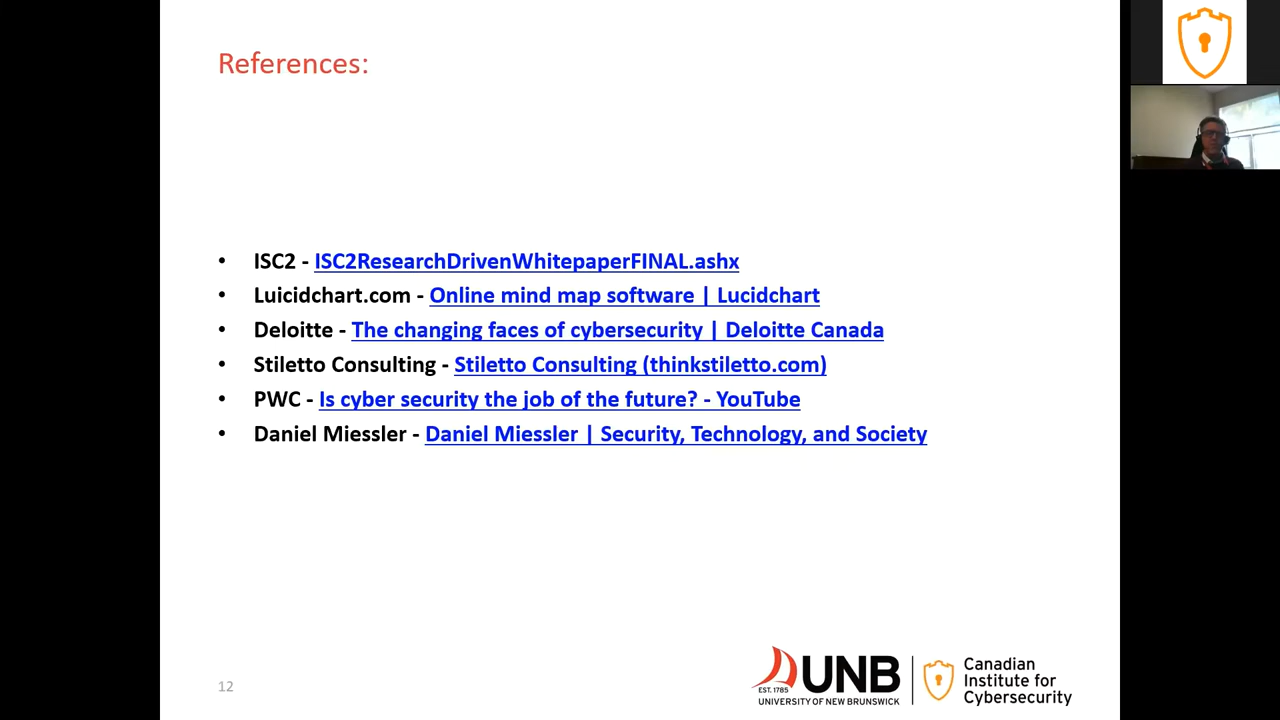 References:
• ISC2 - ISC2ResearchDrivenWhitepaperFINAL.ashx
• Luicidchart.com - Online mind map software | Lucidchart
• Deloitte - The changing faces of cybersecurity | Deloitte Canada
• Stiletto Consulting - Stiletto Consulting (thinkstiletto.com)
• PWC - Is cyber security the job of the future? - YouTube
• Daniel Miessler - Daniel Miessler | Security, Technology, and Society
12
EST. 1785
UNB
UNIVERSITY OF NEW BRUNSWICK
Canadian
Institute for
Cybersecurity